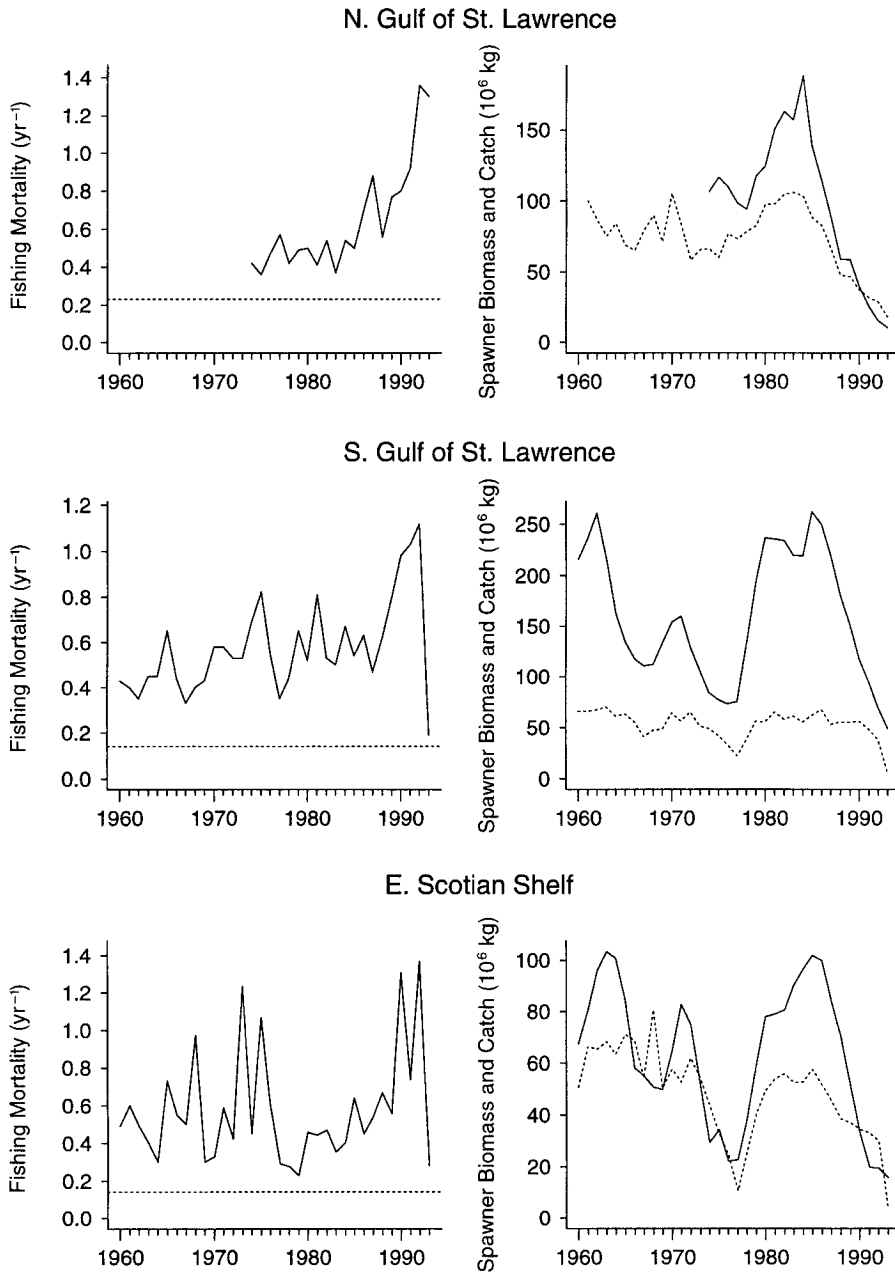 N. Gulf of St. Lawrence
Fishing Mortality (yr⁻¹)
1.4
1.2
1.0
0.8
0.6
0.4
0.2
0.0
1960 1970 1980 1990
Spawner Biomass and Catch (10⁶ kg)
150
100
50
0
1960 1970 1980 1990
S. Gulf of St. Lawrence
Fishing Mortality (yr⁻¹)
1.2
1.0
0.8
0.6
0.4
0.2
0.0
1960 1970 1980 1990
Spawner Biomass and Catch (10⁶ kg)
250
200
150
100
50
0
1960 1970 1980 1990
E. Scotian Shelf
Fishing Mortality (yr⁻¹)
1.4
1.2
1.0
0.8
0.6
0.4
0.2
0.0
1960 1970 1980 1990
Spawner Biomass and Catch (10⁶ kg)
100
80
60
40
20
0
1960 1970 1980 1990